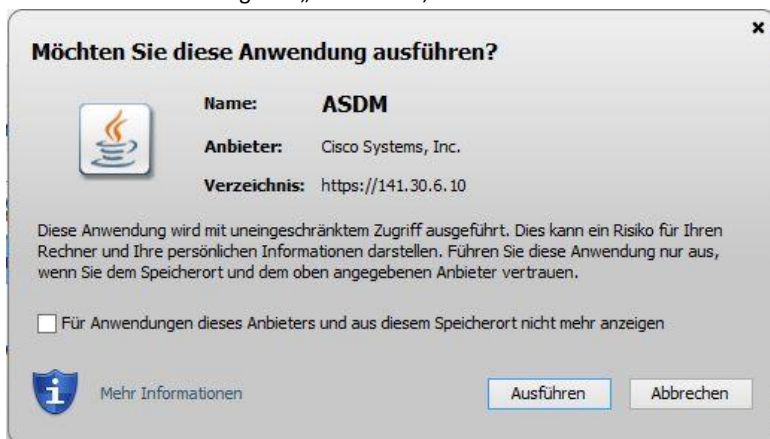 Möchten Sie diese Anwendung ausführen?
Name: ASDM
Anbieter: Cisco Systems, Inc.
Verzeichnis: https://141.30.6.10
Diese Anwendung wird mit uneingeschränktem Zugriff ausgeführt. Dies kann ein Risiko für Ihren
Rechner und Ihre persönlichen Informationen darstellen. Führen Sie diese Anwendung nur aus,
wenn Sie dem Speicherort und dem oben angegebenen Anbieter vertrauen.
Für Anwendungen dieses Anbieters und aus diesem Speicherort nicht mehr anzeigen
Mehr Informationen
Ausführen Abbrechen